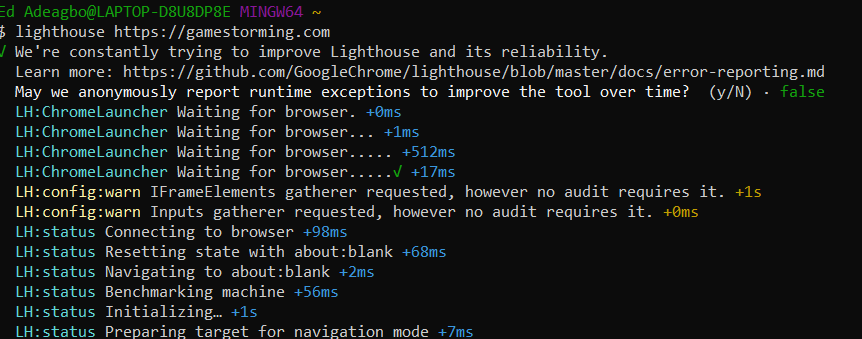 Ed Adeagbo@LAPTOP-D8U8DP8E MINGW64 ~
$ lighthouse https://gamestorming.com
√ We're constantly trying to improve Lighthouse and its reliability.
Learn more: https://github.com/GoogleChrome/lighthouse/blob/master/docs/error-reporting.md
May we anonymously report runtime exceptions to improve the tool over time?  (y/N) · false
LH:ChromeLauncher Waiting for browser. +0ms
LH:ChromeLauncher Waiting for browser... +1ms
LH:ChromeLauncher Waiting for browser..... +512ms
LH:ChromeLauncher Waiting for browser.....√ +17ms
LH:config:warn IFrameElements gatherer requested, however no audit requires it. +1s
LH:config:warn Inputs gatherer requested, however no audit requires it. +0ms
LH:status Connecting to browser +98ms
LH:status Resetting state with about:blank +68ms
LH:status Navigating to about:blank +2ms
LH:status Benchmarking machine +56ms
LH:status Initializing… +1s
LH:status Preparing target for navigation mode +7ms